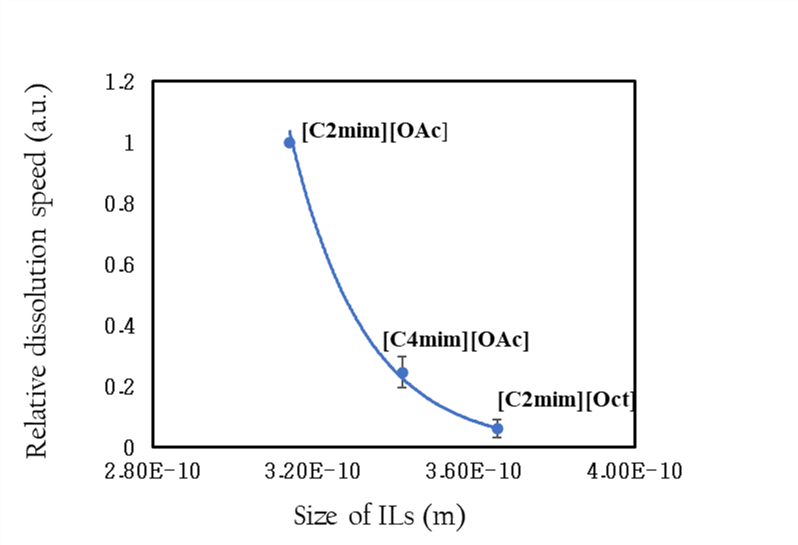 1.2
[C2mim][OAc]
1
0.8
0.6
0.4
[C4mim][OAc]
0.2
[C2mim][Oct]
0
2.80E-10 3.20E-10 3.60E-10 4.00E-10
Size of ILs (m)
Relative dissolution speed (a.u.)